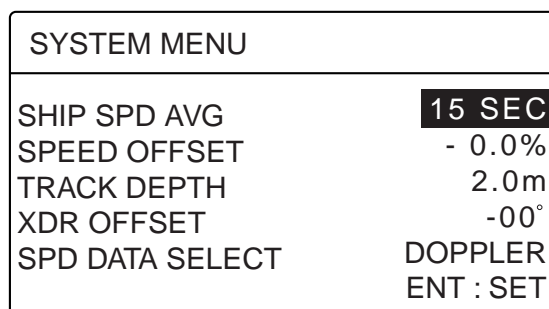 SYSTEM MENU
SHIP SPD AVG 15 SEC
SPEED OFFSET - 0.0%
TRACK DEPTH 2.0m
XDR OFFSET -00°
SPD DATA SELECT DOPPLER
ENT : SET